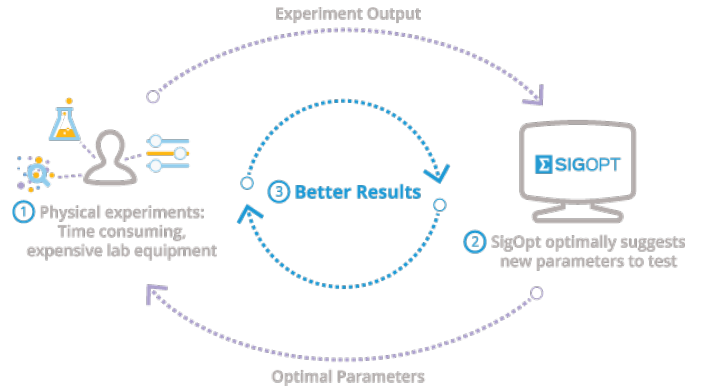 Experiment Output
ΣSIGOPT
3 Better Results
1 Physical experiments:
Time consuming,
expensive lab equipment
2 SigOpt optimally suggests
new parameters to test
Optimal Parameters